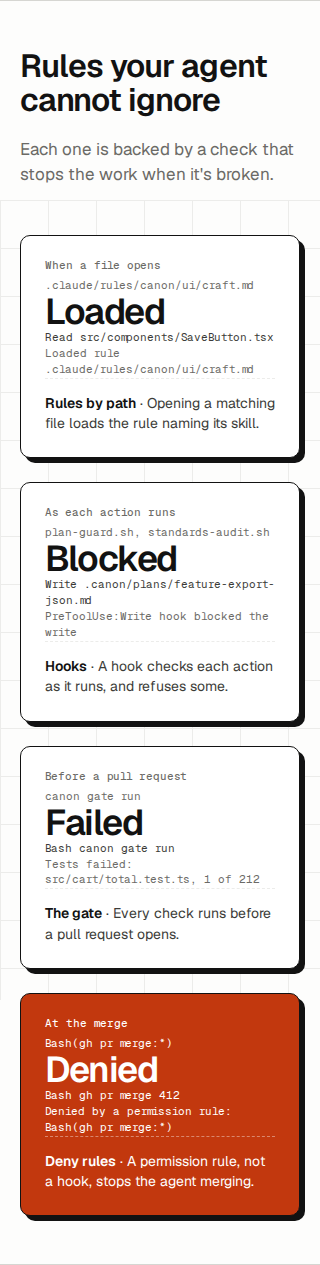 Rules your agent
cannot ignore
Each one is backed by a check that
stops the work when it's broken.
When a file opens
.claude/rules/canon/ui/craft.md
Loaded
Read src/components/SaveButton.tsx
Loaded rule
.claude/rules/canon/ui/craft.md
Rules by path · Opening a matching
file loads the rule naming its skill.
As each action runs
plan-guard.sh, standards-audit.sh
Blocked
Write .canon/plans/feature-export-
json.md
PreToolUse:Write hook blocked the
write
Hooks · A hook checks each action
as it runs, and refuses some.
Before a pull request
canon gate run
Failed
Bash canon gate run
Tests failed:
src/cart/total.test.ts, 1 of 212
The gate · Every check runs before
a pull request opens.
At the merge
Bash(gh pr merge:*)
Denied
Bash gh pr merge 412
Denied by a permission rule:
Bash(gh pr merge:*)
Deny rules · A permission rule, not
a hook, stops the agent merging.